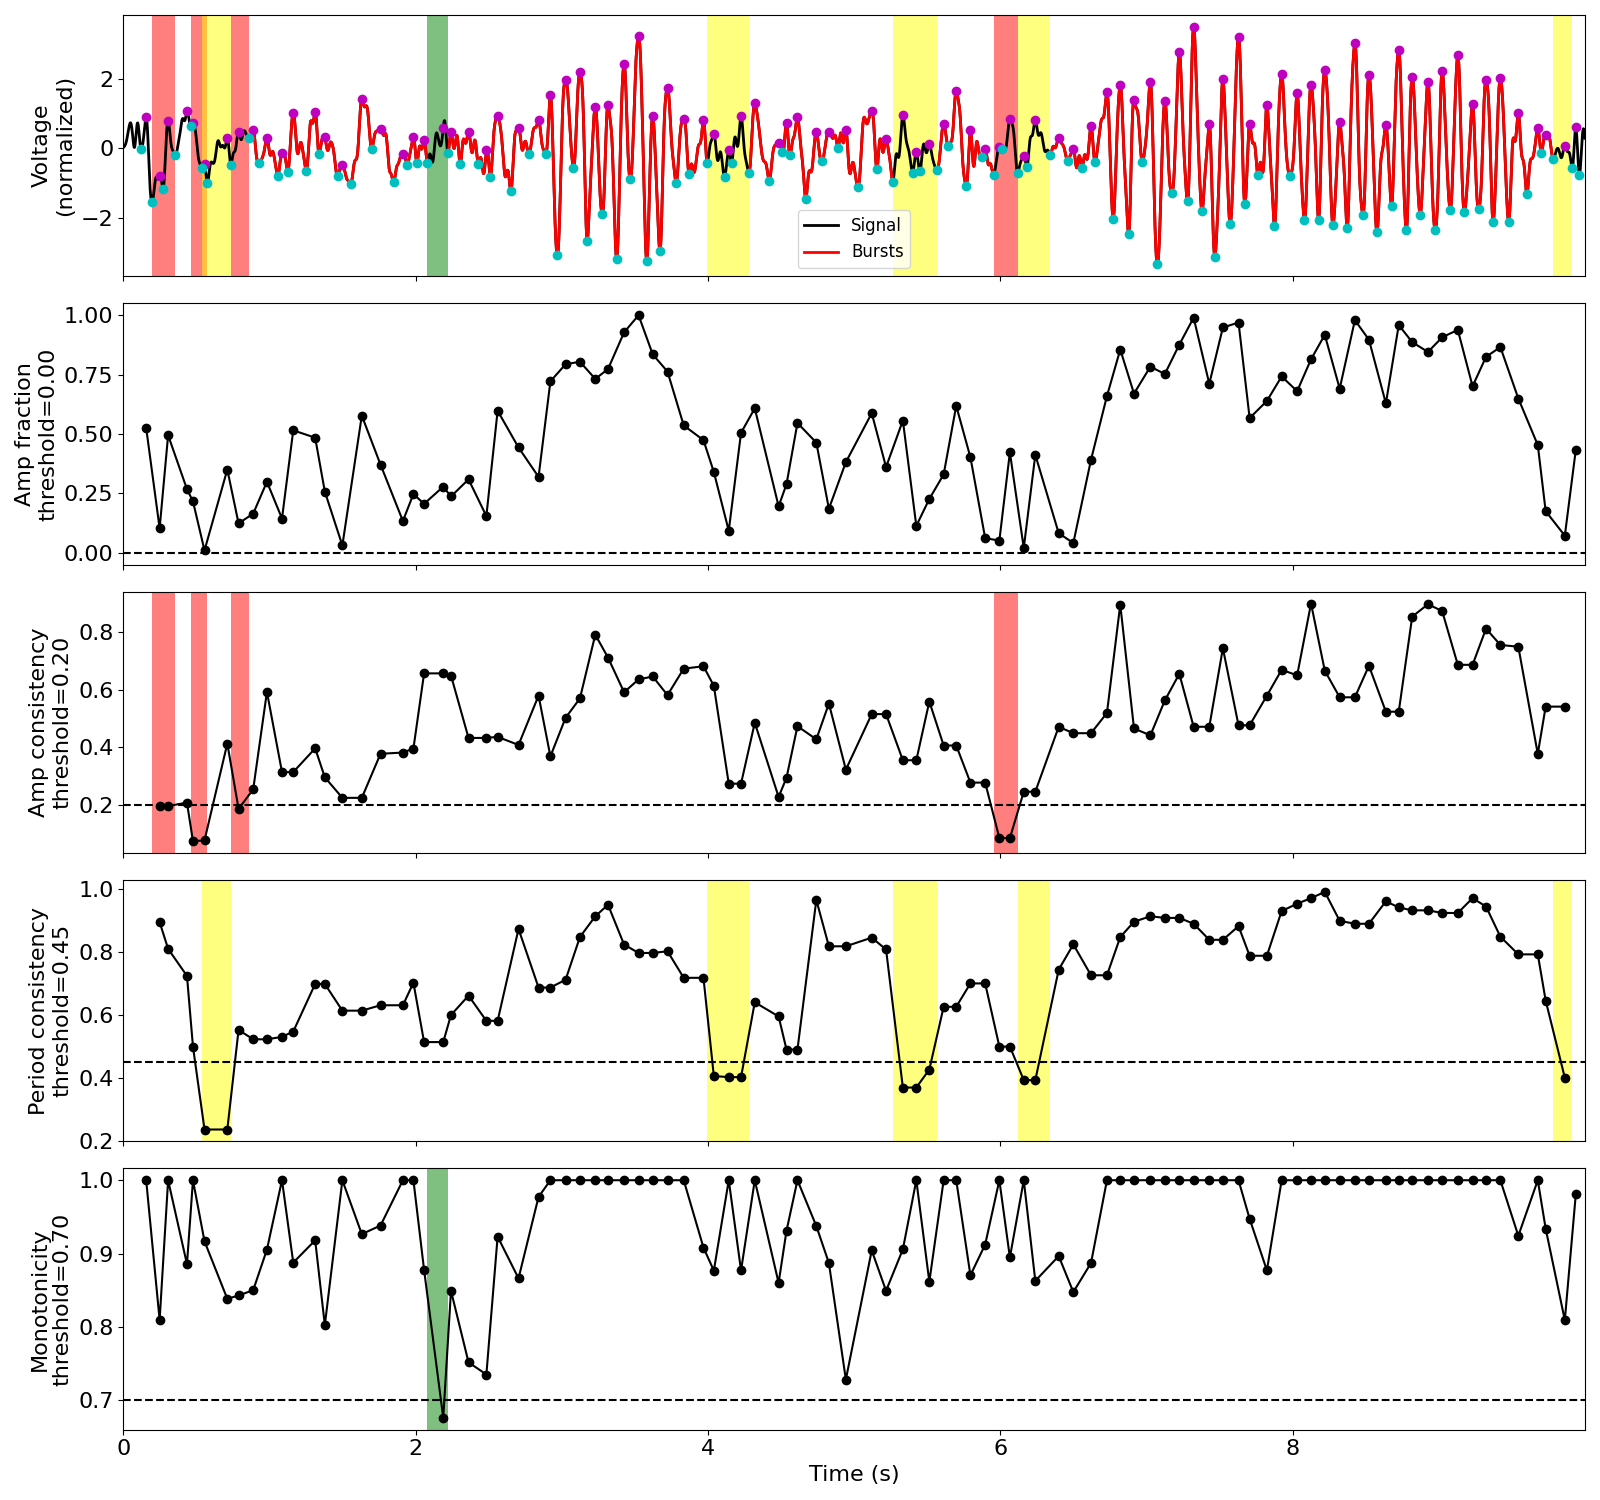 Voltage
(normalized)
2
0
−2
Signal
Bursts
Amp fraction
threshold=0.00
1.00
0.75
0.50
0.25
0.00
Amp consistency
threshold=0.20
0.8
0.6
0.4
0.2
Period consistency
threshold=0.45
1.0
0.8
0.6
0.4
0.2
Monotonicity
threshold=0.70
1.0
0.9
0.8
0.7
0 2 4 6 8
Time (s)